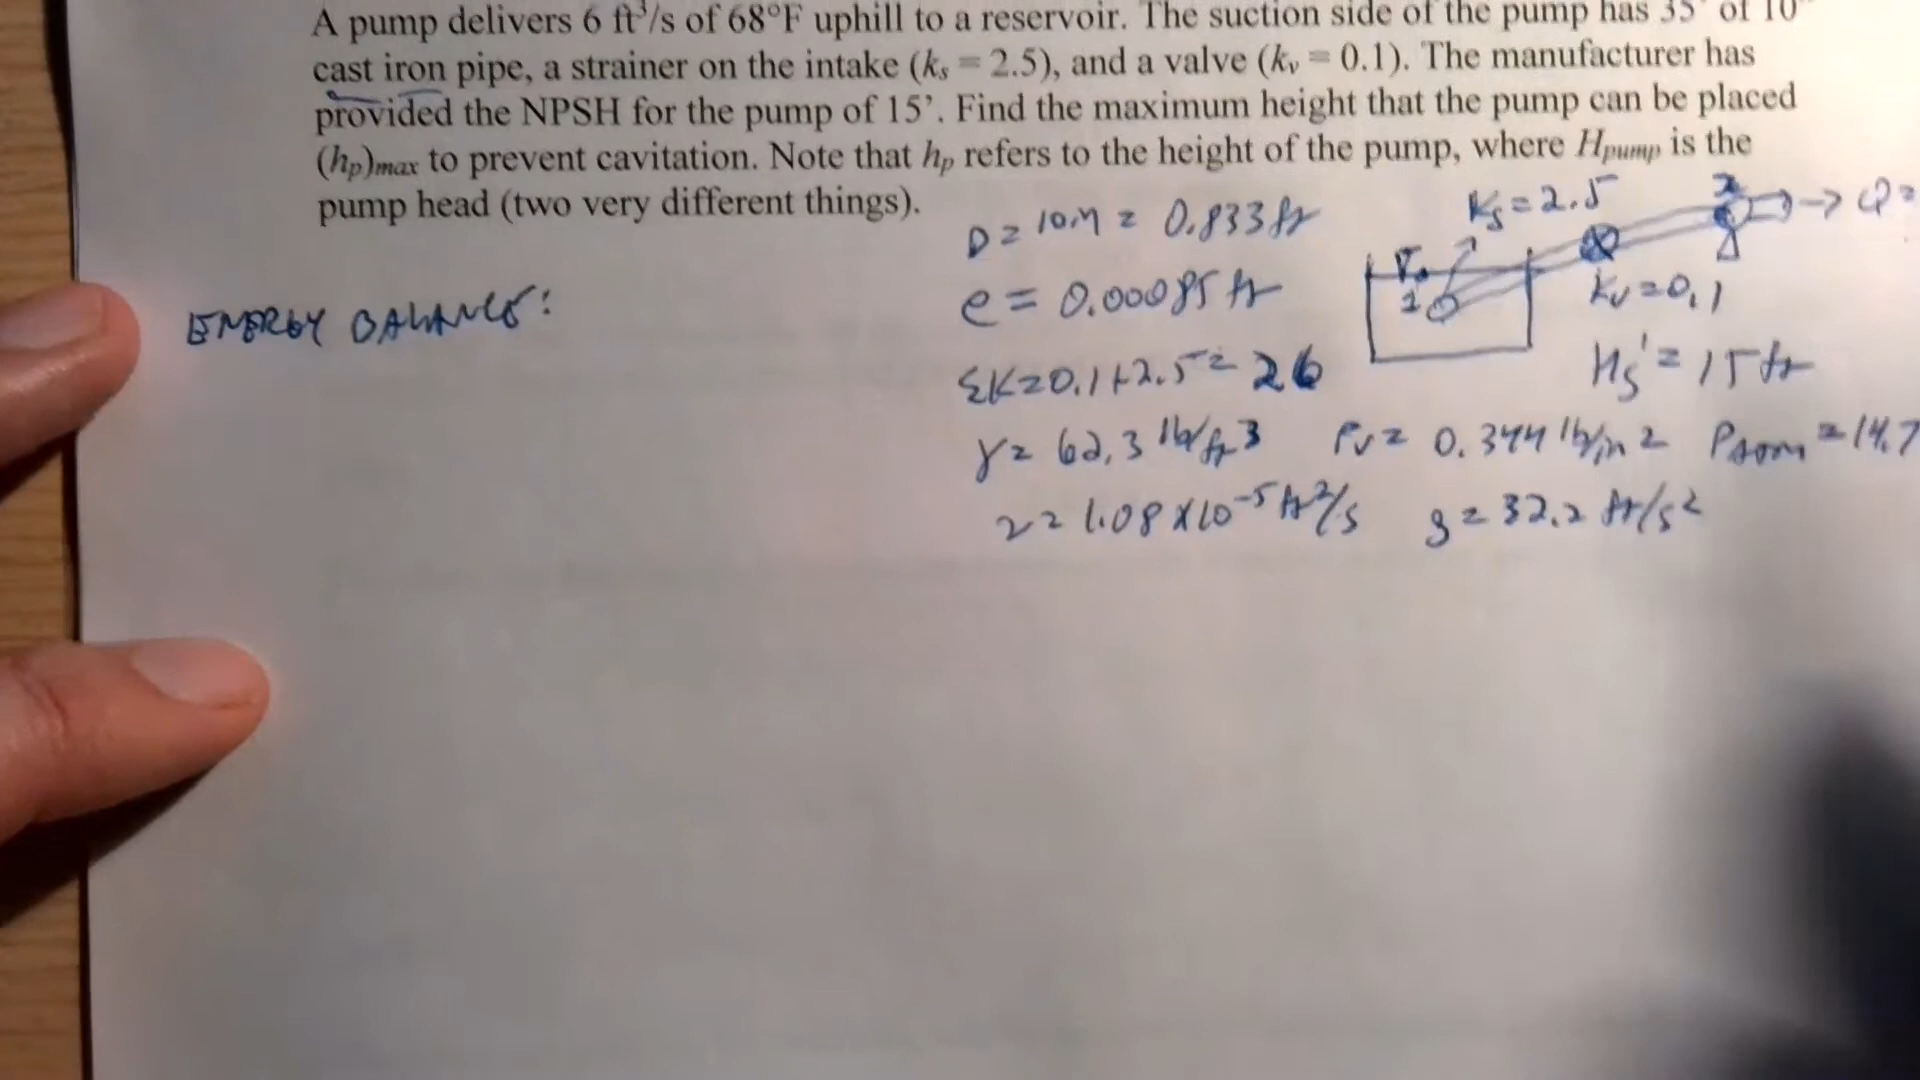 A pump delivers 6 ft³/s of 68°F uphill to a reservoir. The suction side of the pump has 35' of 10"
cast iron pipe, a strainer on the intake (ks = 2.5), and a valve (kv = 0.1). The manufacturer has
provided the NPSH for the pump of 15’. Find the maximum height that the pump can be placed
(hp)max to prevent cavitation. Note that hp refers to the height of the pump, where Hpump is the
pump head (two very different things).
D = 10 in = 0.833 ft
Ks = 2.5
2
→ Q =
ENERGY BALANCE:
e = 0.00085 ft
1
Kv = 0.1
ΣK = 0.1 + 2.5 = 26
Hs' = 15 ft
γ = 62.3 lb/ft3
Pv = 0.344 lb/in2
PATM = 14.7
ν = 1.08 x 10-5 ft2/s
g = 32.2 ft/s2